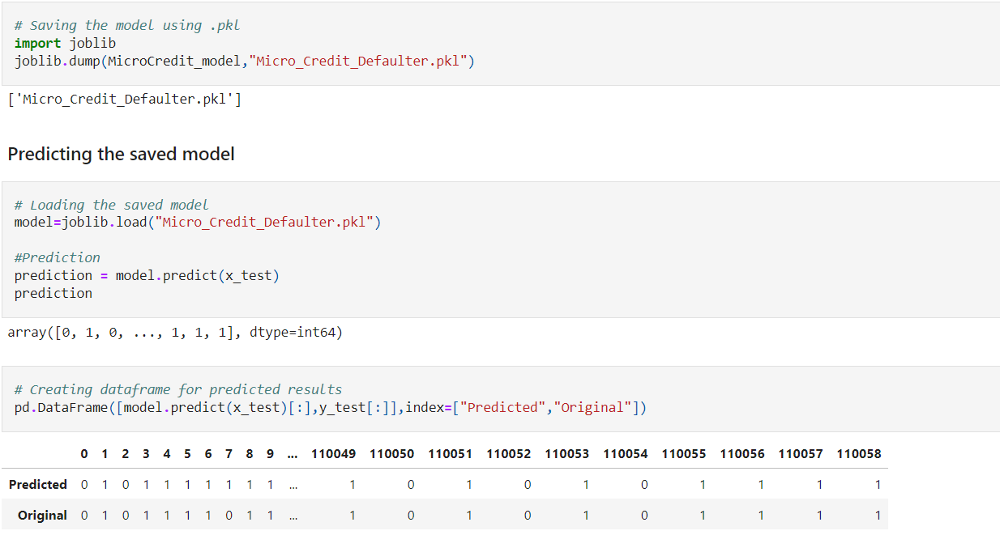 # Saving the model using .pkl
import joblib
joblib.dump(MicroCredit_model,"Micro_Credit_Defaulter.pkl")
['Micro_Credit_Defaulter.pkl']
Predicting the saved model
# Loading the saved model
model=joblib.load("Micro_Credit_Defaulter.pkl")
#Prediction
prediction = model.predict(x_test)
prediction
array([0, 1, 0, ..., 1, 1, 1], dtype=int64)
# Creating dataframe for predicted results
pd.DataFrame([model.predict(x_test)[:],y_test[:]],index=["Predicted","Original"])
0 1 2 3 4 5 6 7 8 9 ... 110049 110050 110051 110052 110053 110054 110055 110056 110057 110058
Predicted 0 1 0 1 1 1 1 1 1 1 ... 1 0 1 0 1 0 1 1 1 1
Original 0 1 0 1 1 1 1 0 1 1 ... 1 0 1 0 1 0 1 1 1 1